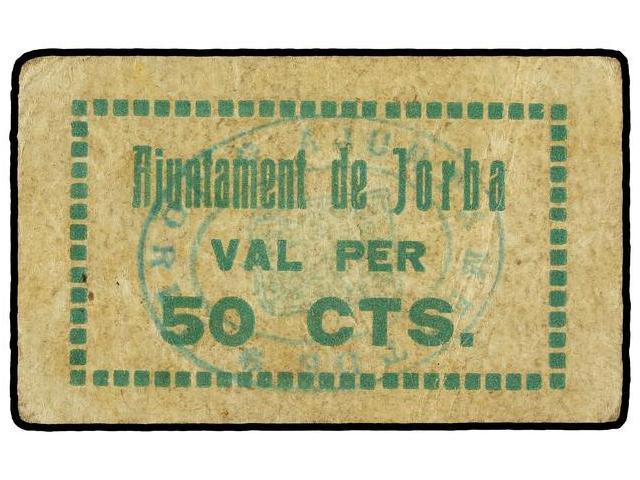 Ajuntament de Jorba
VAL PER
50 CTS.